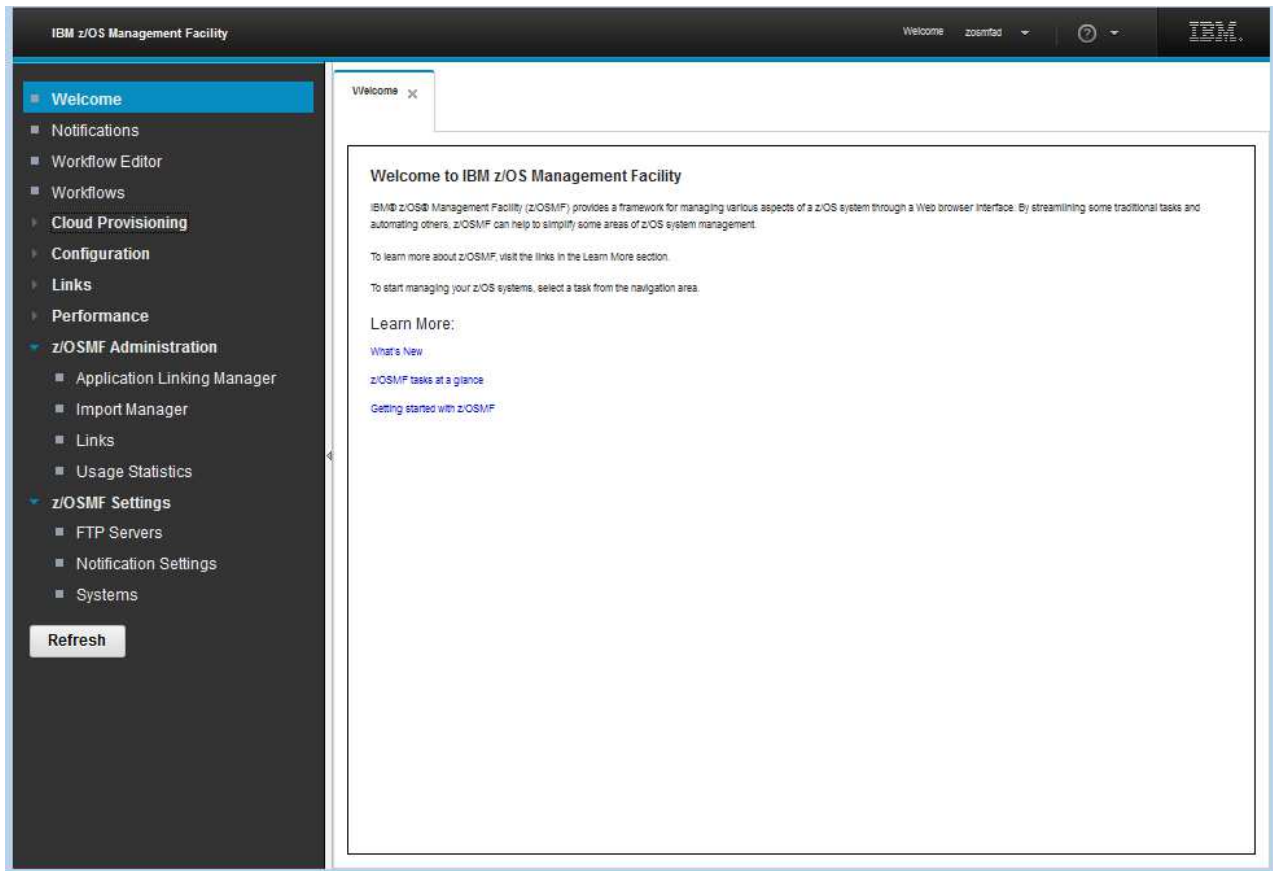 IBM z/OS Management Facility
Welcome zosmfad
?
IBM.
Welcome
Notifications
Workflow Editor
Workflows
Cloud Provisioning
Configuration
Links
Performance
z/OSMF Administration
Application Linking Manager
Import Manager
Links
Usage Statistics
z/OSMF Settings
FTP Servers
Notification Settings
Systems
Refresh
Welcome
Welcome to IBM z/OS Management Facility
IBM® z/OS® Management Facility (z/OSMF) provides a framework for managing various aspects of a z/OS system through a Web browser interface. By streamlining some traditional tasks and
automating others, z/OSMF can help to simplify some areas of z/OS system management.
To learn more about z/OSMF, visit the links in the Learn More section.
To start managing your z/OS systems, select a task from the navigation area.
Learn More:
What's New
z/OSMF tasks at a glance
Getting started with z/OSMF